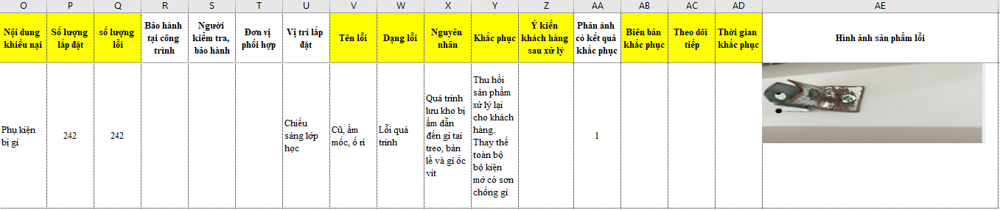 O P Q R S T U V W X Y Z AA AB AC AD AE
Nội dung
khiếu nại
Số lượng
lắp đặt
số lượng
lỗi
Bảo hành
tại công
trình
Người
kiểm tra,
bảo hành
Đơn vị
phối hợp
Vị trí lắp
đặt
Tên lỗi
Dạng lỗi
Nguyên
nhân
Khắc phục
Ý kiến
khách hàng
sau xử lý
Phản ánh
có kết quả
khắc phục
Biên bản
khắc phục
Theo dõi
tiếp
Thời gian
khắc phục
Hình ảnh sản phẩm lỗi
Phụ kiện
bị gỉ
242
242
Chiếu
sáng lớp
học
Cũ, ẩm
mốc, ố rỉ
Lỗi quá
trình
Quá trình
lưu kho bị
ẩm dẫn
đến gỉ tai
treo, bản
lề và gỉ ốc
vít
Thu hồi
sản phẩm
xử lý lại
cho khách
hàng.
Thay thế
toàn bộ
bộ kiện
mớ có sơn
chống gỉ
1